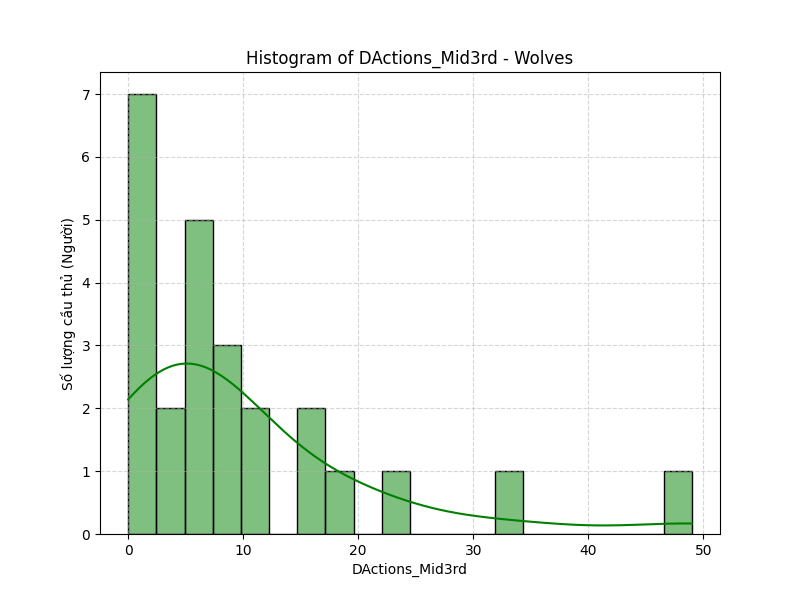 Histogram of DActions_Mid3rd - Wolves
Số lượng cầu thủ (Người)
7
6
5
4
3
2
1
0
0 10 20 30 40 50
DActions_Mid3rd